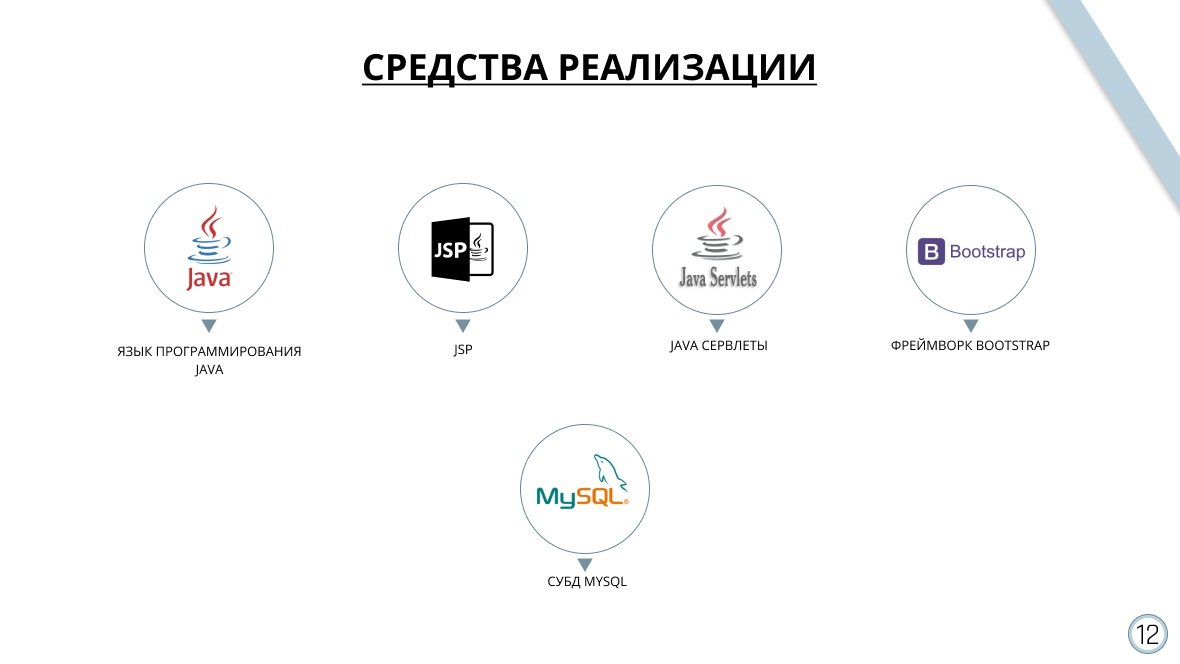 СРЕДСТВА РЕАЛИЗАЦИИ
Java
JSP
Java Servlets
B Bootstrap
ЯЗЫК ПРОГРАММИРОВАНИЯ
JAVA
JSP
JAVA СЕРВЛЕТЫ
ФРЕЙМВОРК BOOTSTRAP
MySQL®
СУБД MYSQL
12